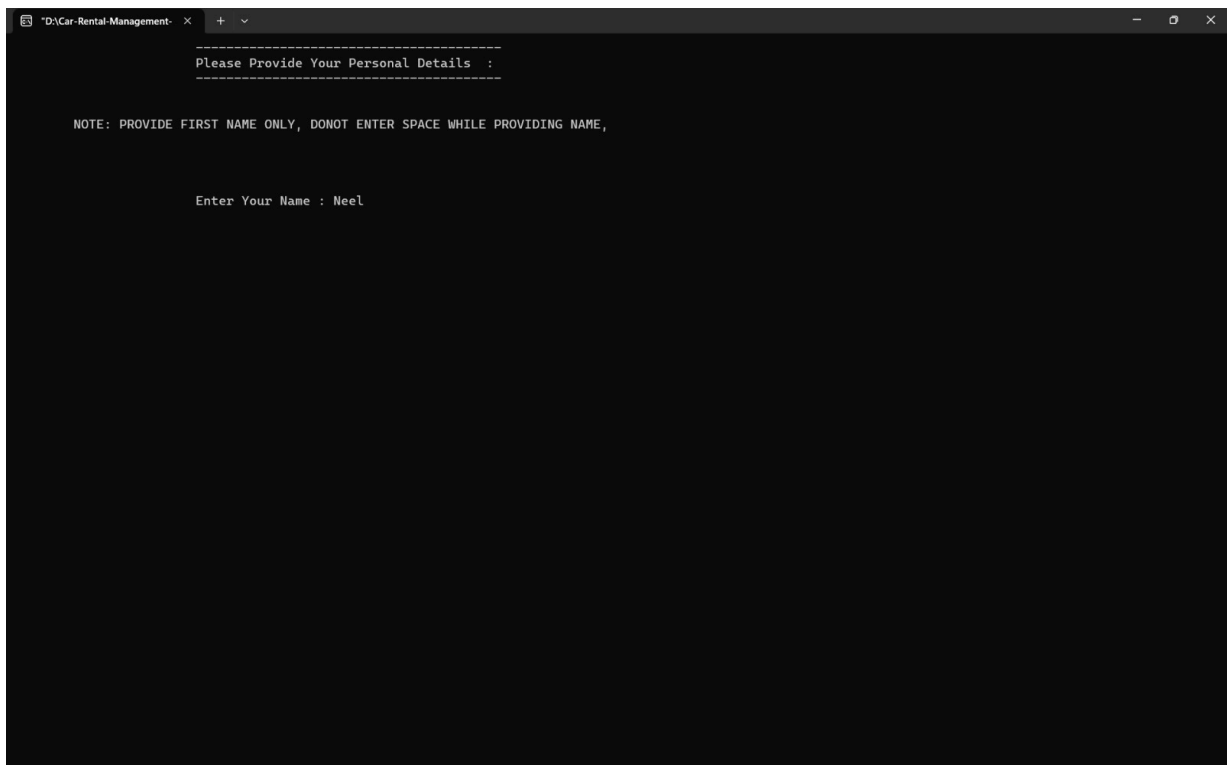 "D:\Car-Rental-Management-
----------------------------------------
Please Provide Your Personal Details  :
----------------------------------------
NOTE: PROVIDE FIRST NAME ONLY, DONOT ENTER SPACE WHILE PROVIDING NAME,
Enter Your Name : Neel